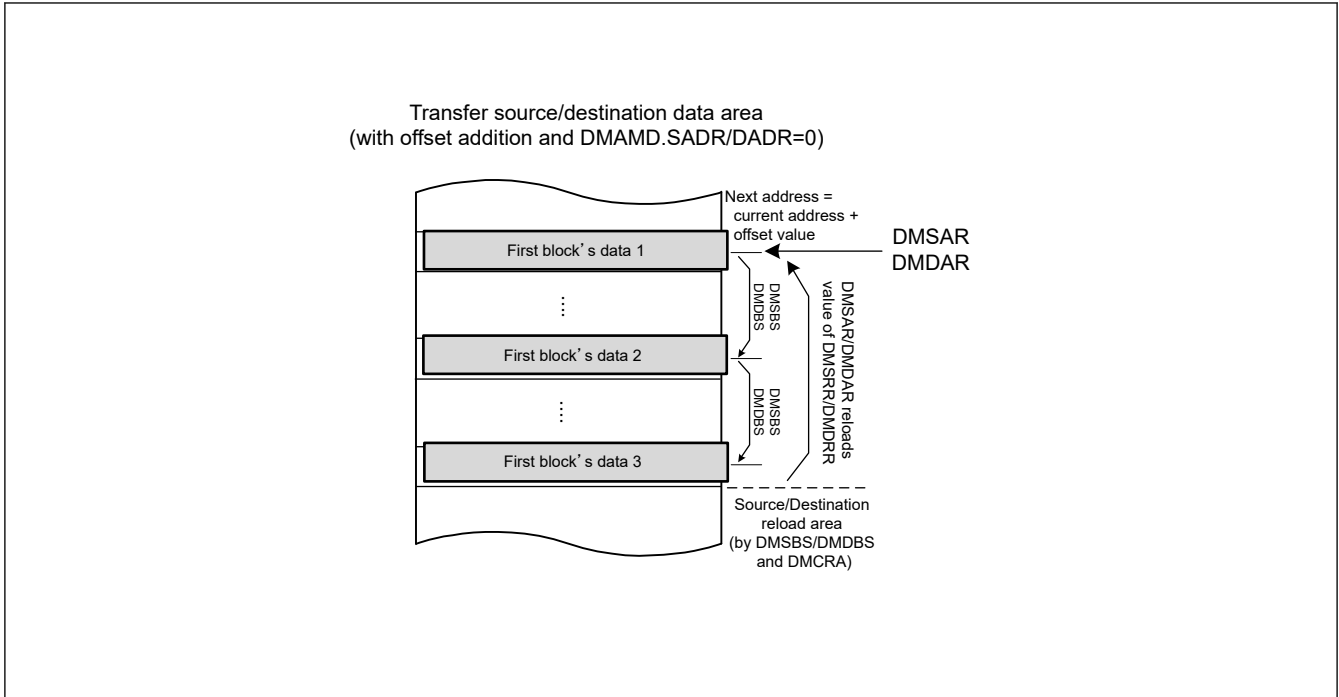 Transfer source/destination data area
(with offset addition and DMAMD.SADR/DADR=0)
Next address =
current address +
offset value
DMSAR
DMDAR
First block's data 1
DMSBS
DMDBS
DMSAR/DMDAR reloads
value of DMSRR/DMDRR
First block's data 2
DMSBS
DMDBS
First block's data 3
Source/Destination
reload area
(by DMSBS/DMDBS
and DMCRA)